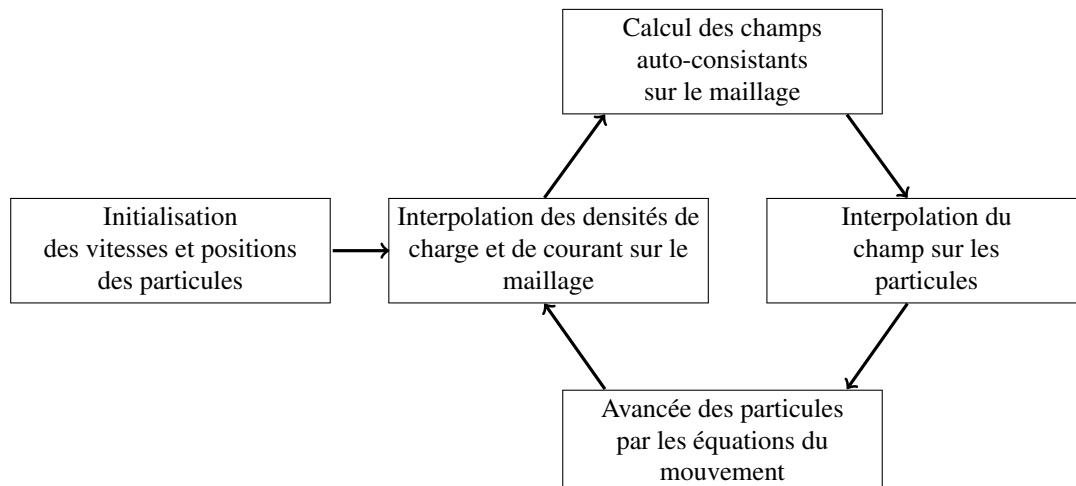 Calcul des champs
auto-consistants
sur le maillage
Initialisation
des vitesses et positions
des particules
Interpolation des densités de
charge et de courant sur le
maillage
Interpolation du
champ sur les
particules
Avancée des particules
par les équations du
mouvement